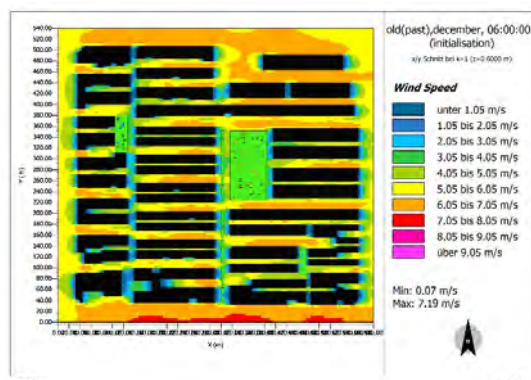 old(past),december, 06:00:00
(initialisation)
x/y Schnitt bei k=1 (z=0.6000 m)
Wind Speed
unter 1.05 m/s
1.05 bis 2.05 m/s
2.05 bis 3.05 m/s
3.05 bis 4.05 m/s
4.05 bis 5.05 m/s
5.05 bis 6.05 m/s
6.05 bis 7.05 m/s
7.05 bis 8.05 m/s
8.05 bis 9.05 m/s
über 9.05 m/s
Min: 0.07 m/s
Max: 7.19 m/s
540.00
520.00
500.00
480.00
460.00
440.00
420.00
400.00
380.00
360.00
340.00
320.00
300.00
280.00
260.00
240.00
220.00
200.00
180.00
160.00
140.00
120.00
100.00
80.00
60.00
40.00
20.00
0.00
X (m)